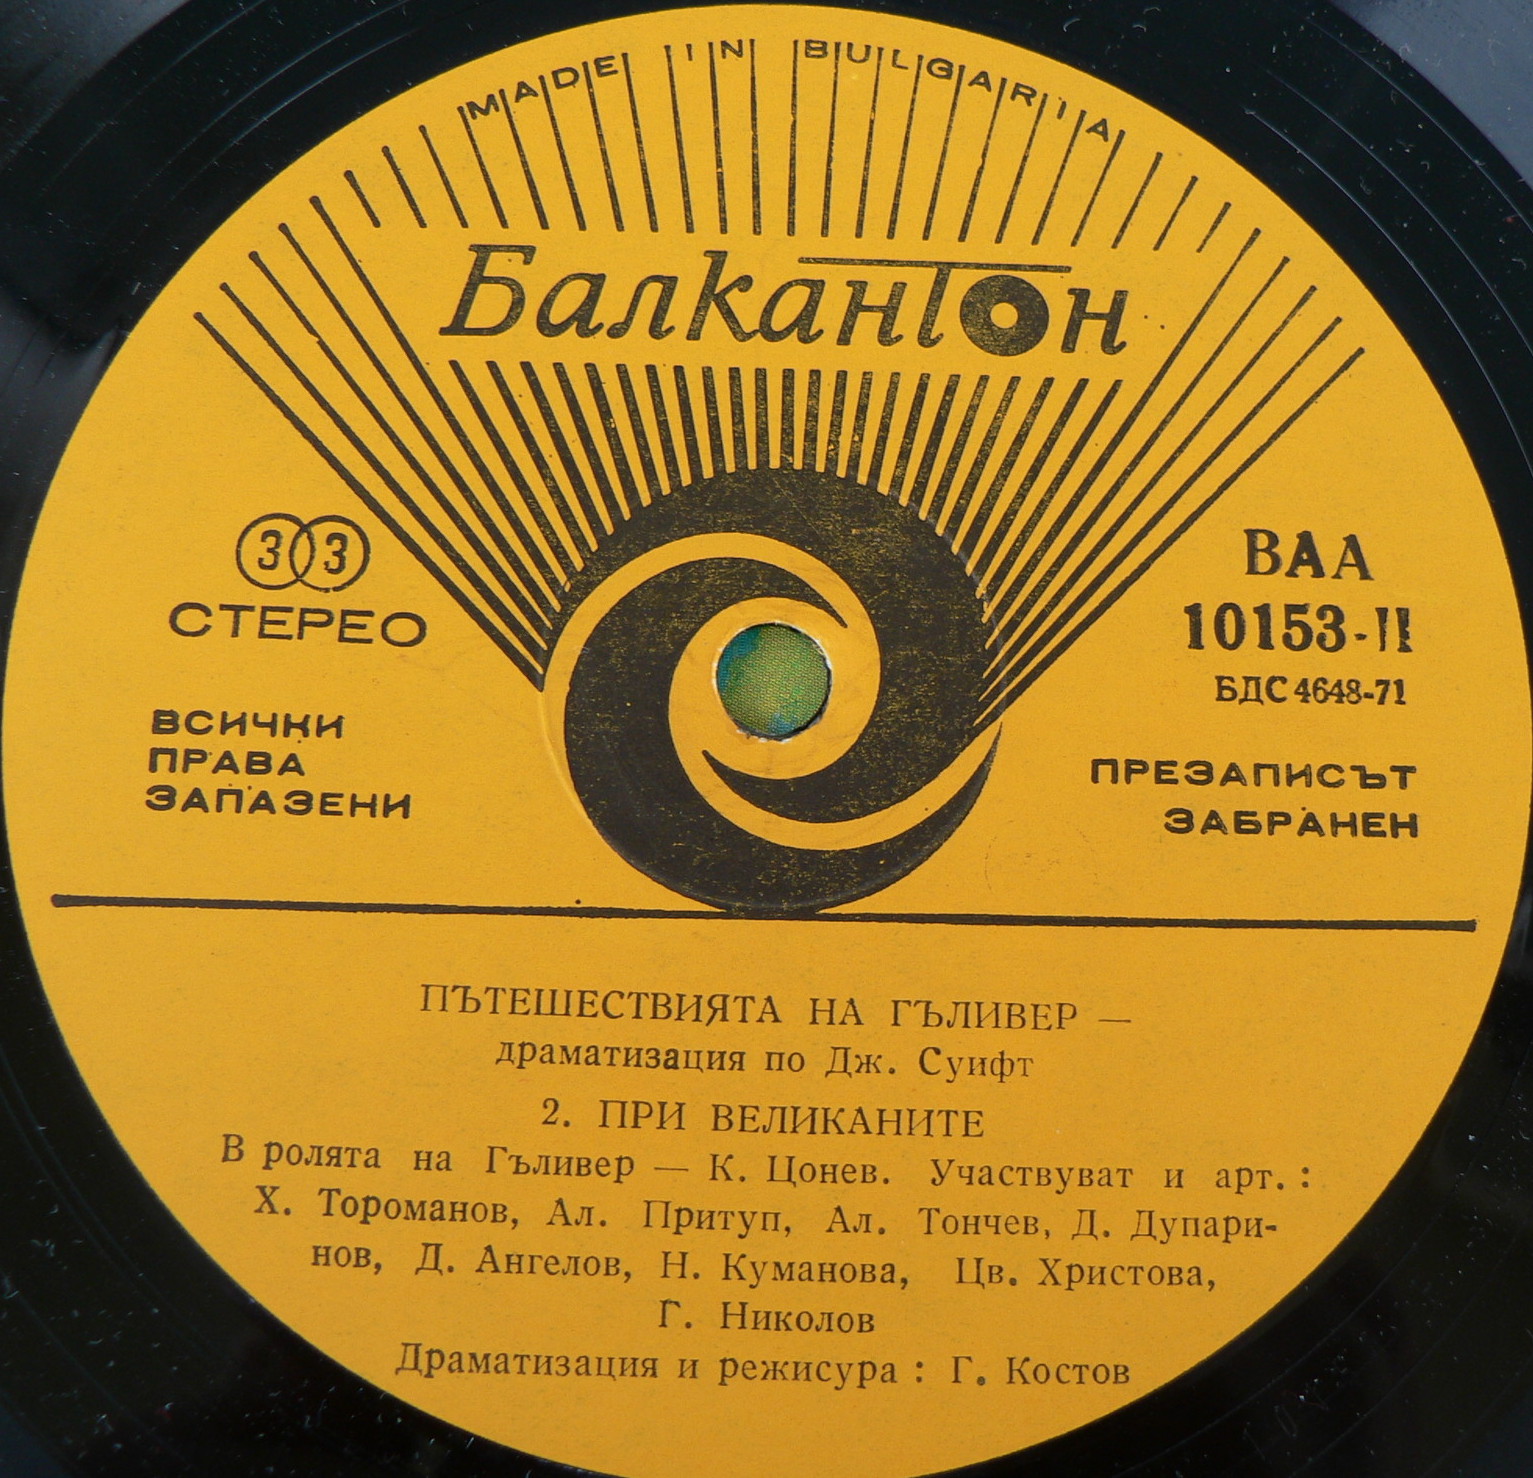 MADE IN BULGARIA
Балкантон
33
СТЕРЕО
ВСИЧКИ
ПРАВА
ЗАПАЗЕНИ
ВАА
10153-II
БДС 4648-71
ПРЕЗАПИСЪТ
ЗАБРАНЕН
ПЪТЕШЕСТВИЯТА НА ГЪЛИВЕР —
драматизация по Дж. Суифт
2. ПРИ ВЕЛИКАНИТЕ
В ролята на Гъливер — К. Цонев. Участвуват и арт. :
Х. Тороманов, Ал. Притуп, Ал. Тончев, Д. Дупари-
нов, Д. Ангелов, Н. Куманова, Цв. Христова,
Г. Николов
Драматизация и режисура : Г. Костов